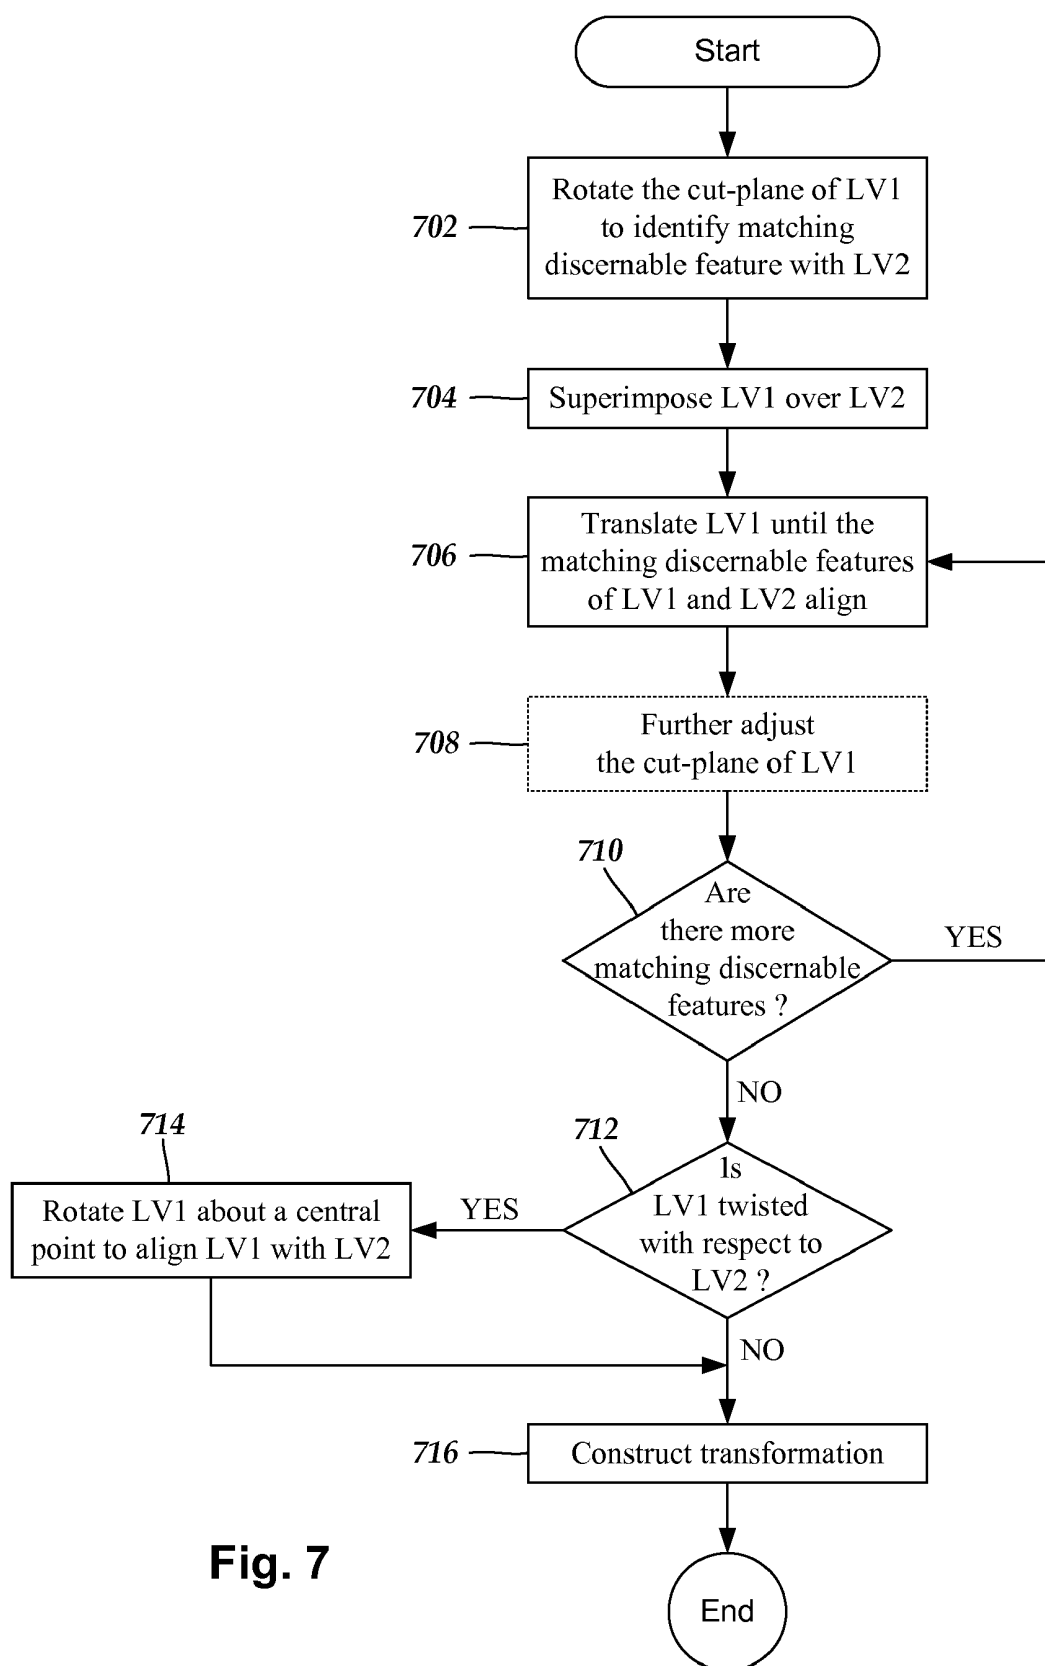 Start
Rotate the cut-plane of LV1
to identify matching
discernable feature with LV2
702
704
Superimpose LV1 over LV2
Translate LV1 until the
matching discernable features
of LV1 and LV2 align
706
Further adjust
the cut-plane of LV1
708
710
Are
there more
matching discernable
features ?
YES
NO
712
Is
LV1 twisted
with respect to
LV2 ?
YES
714
Rotate LV1 about a central
point to align LV1 with LV2
NO
716
Construct transformation
End
Fig. 7